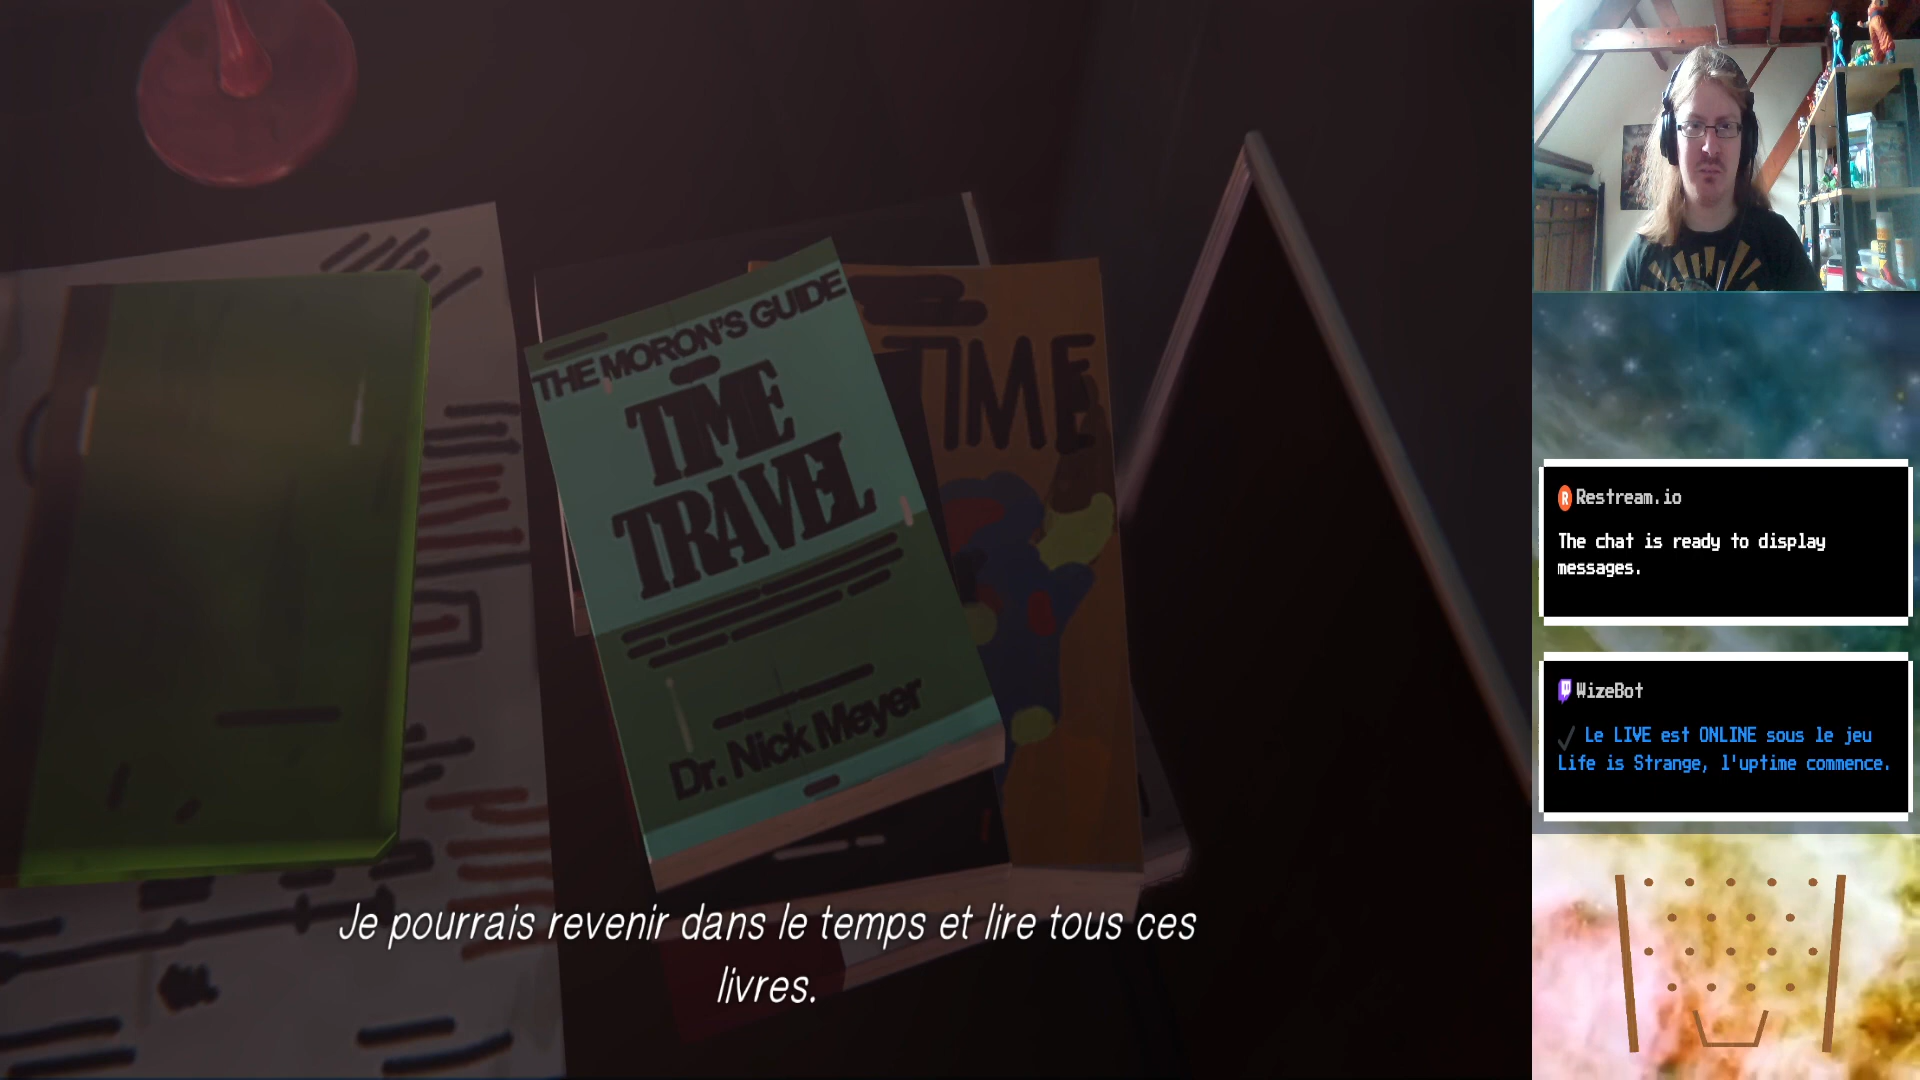 THE MORON'S GUIDE
TIME
TRAVEL
Dr. Nick Meyer
TIME
Je pourrais revenir dans le temps et lire tous ces
livres.
Restream.io
The chat is ready to display
messages.
WizeBot
Le LIVE est ONLINE sous le jeu
Life is Strange, l'uptime commence.